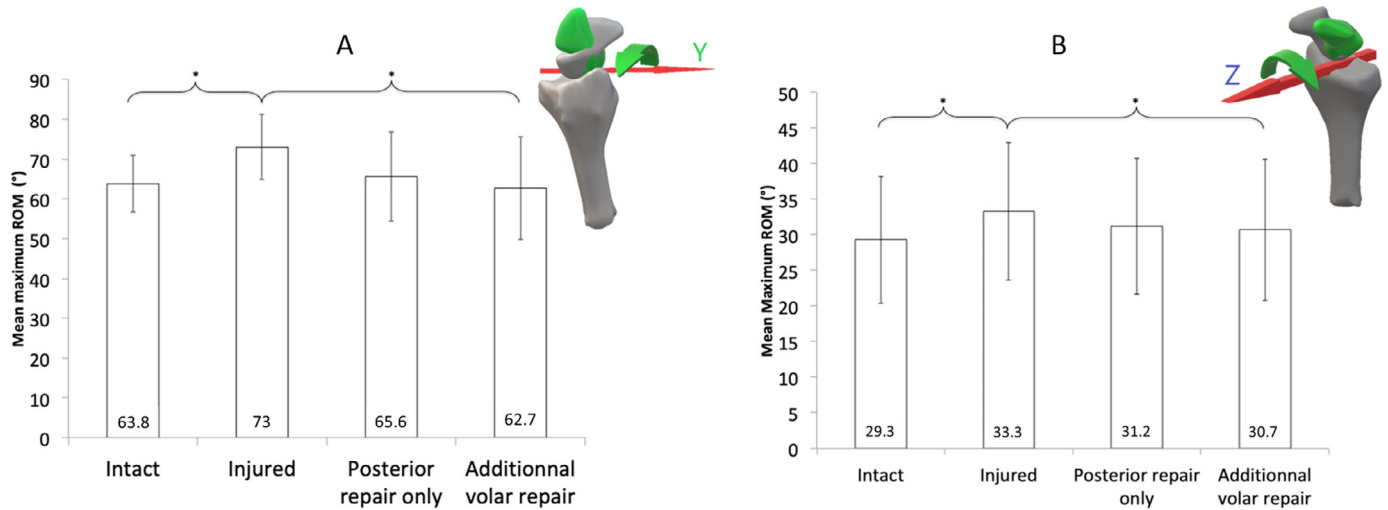 A
Y
*
*
Mean maximum ROM (°)
90
80
70
60
50
40
30
20
10
0
63.8
73
65.6
62.7
Intact
Injured
Posterior
repair only
Additionnal
volar repair
B
Z
*
*
Mean Maximum ROM (°)
50
45
40
35
30
25
20
15
10
5
0
29.3
33.3
31.2
30.7
Intact
Injured
Posterior repair
only
Additionnal
volar repair